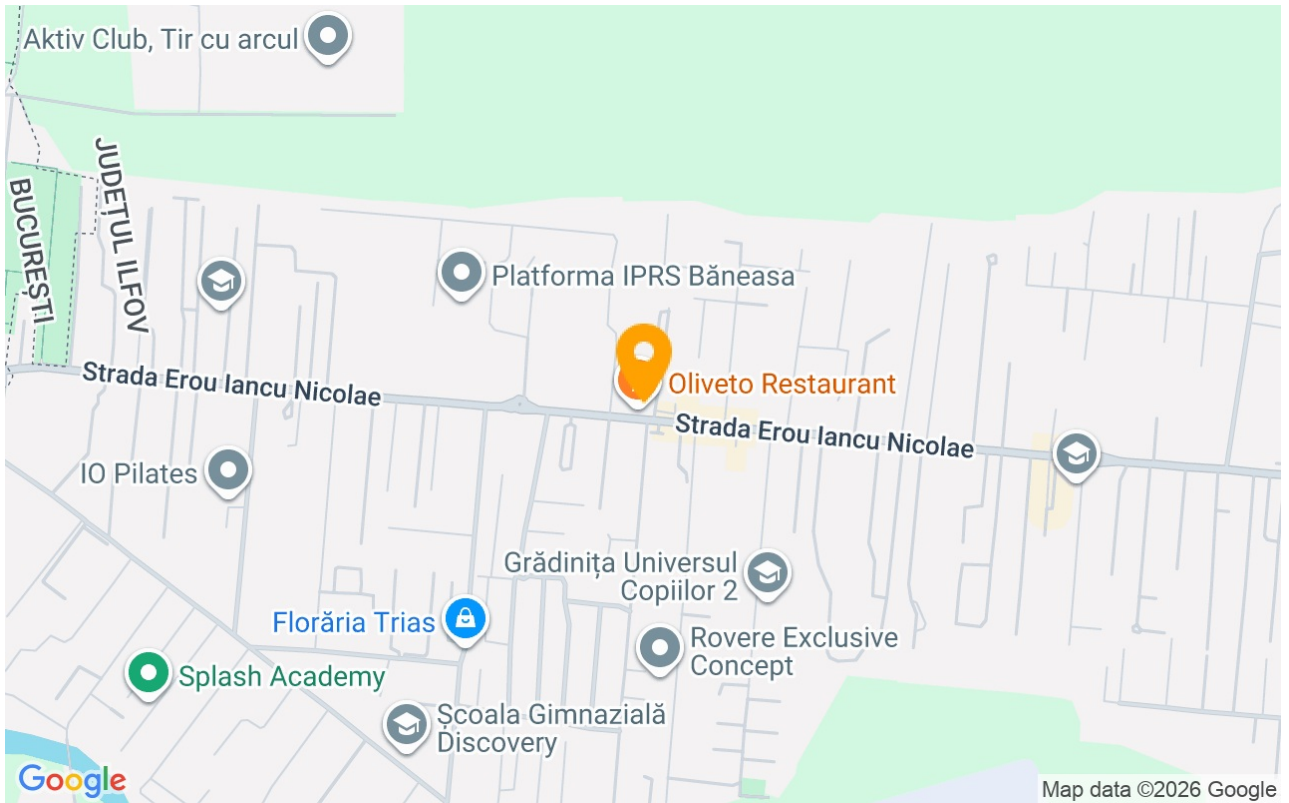 Aktiv Club, Tir cu arcul
JUDEȚUL ILFOV
BUCUREȘTI
Platforma IPRS Băneasa
Strada Erou Iancu Nicolae
Oliveto Restaurant
Strada Erou Iancu Nicolae
IO Pilates
Grădinița Universul
Copiilor 2
Florăria Trias
Rovere Exclusive
Concept
Splash Academy
Școala Gimnazială
Discovery
Google
Map data ©2026 Google